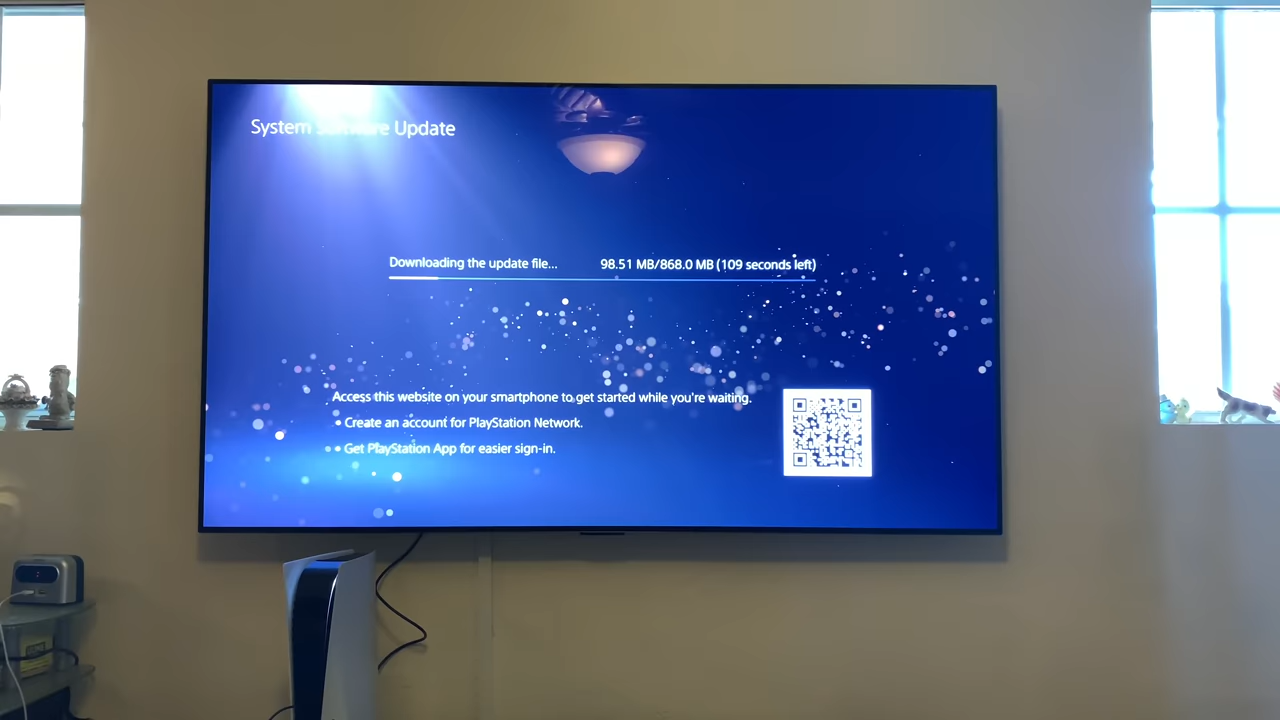 System Software Update
Downloading the update file... 98.51 MB/868.0 MB (109 seconds left)
Access this website on your smartphone to get started while you're waiting.
• Create an account for PlayStation Network.
• Get PlayStation App for easier sign-in.